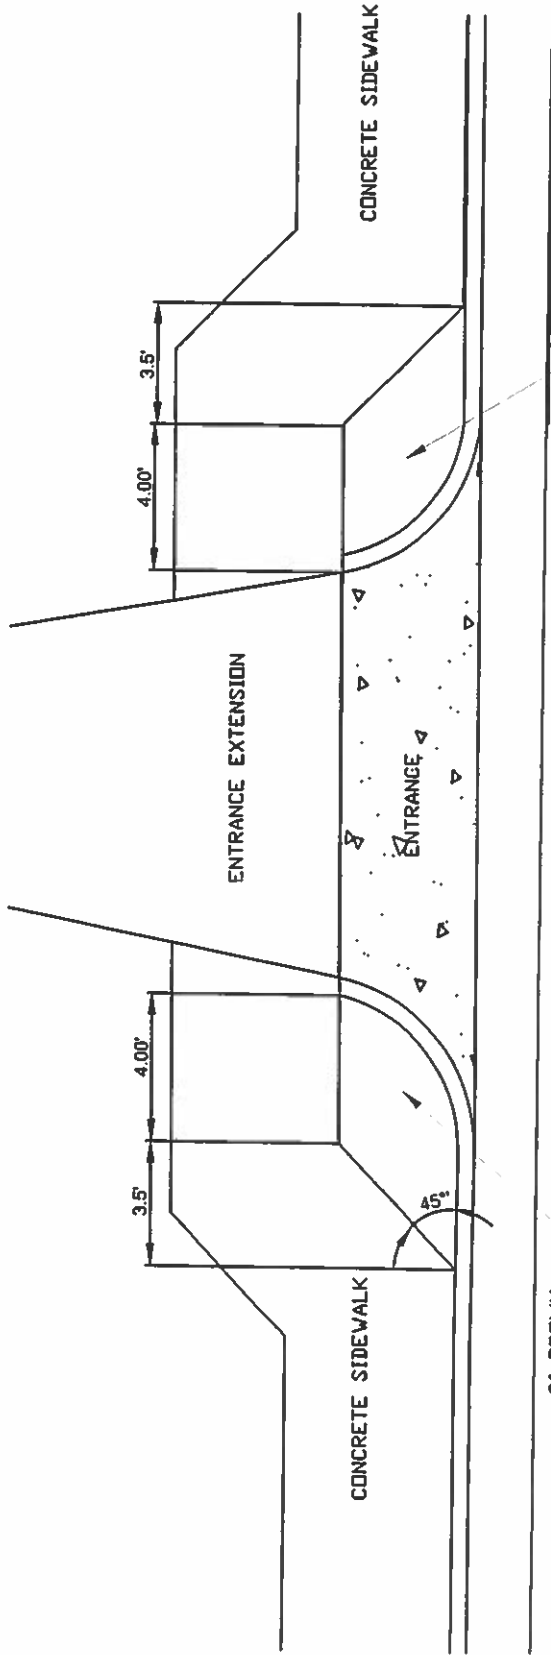 CONCRETE SIDEWALK
3.5'
4.00'
ENTRANCE EXTENSION
ENTRANCE
4.00'
3.5'
45°
CONCRETE SIDEWALK